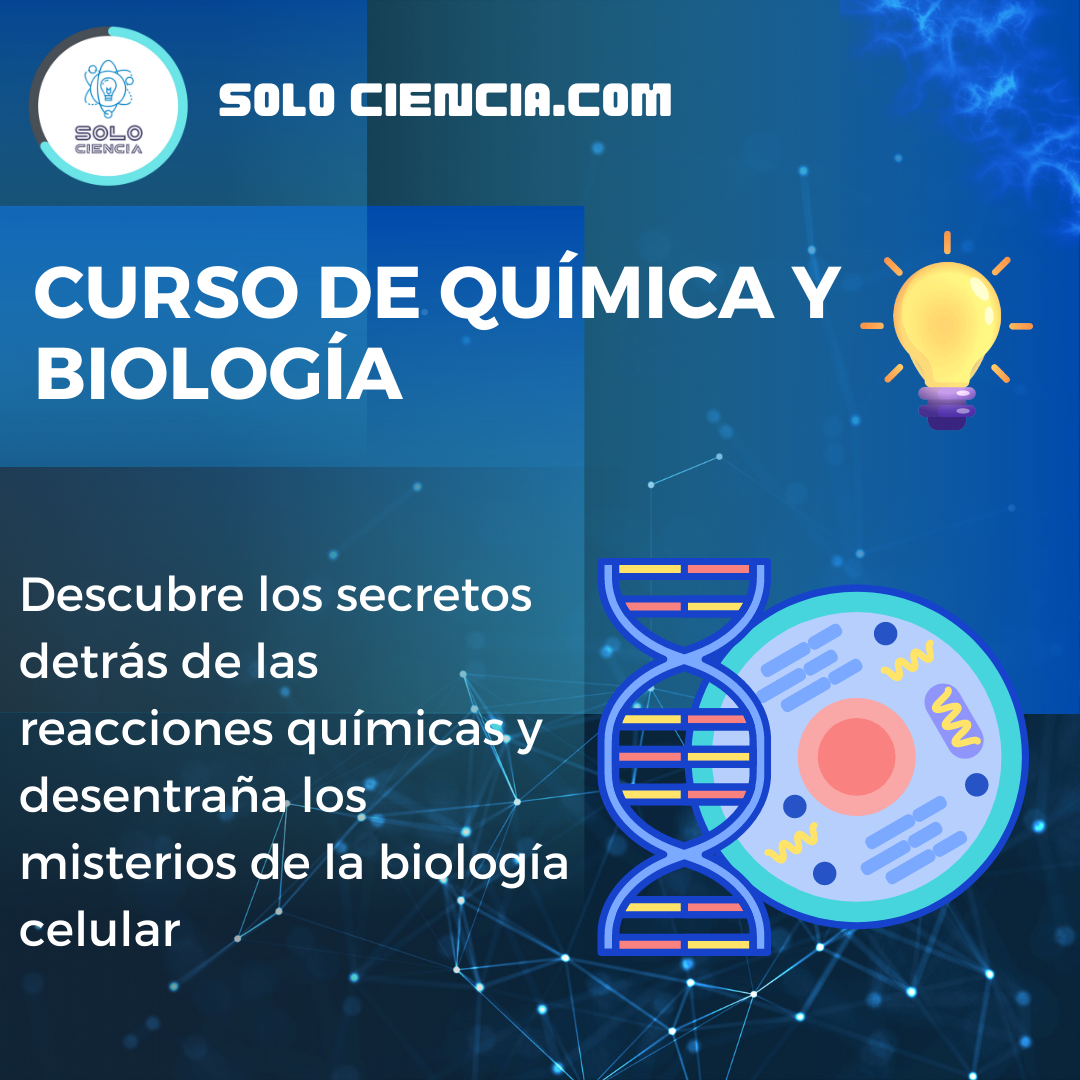 SOLO
CIENCIA
SOLO CIENCIA.COM
CURSO DE QUÍMICA Y
BIOLOGÍA
Descubre los secretos
detrás de las
reacciones químicas y
desentraña los
misterios de la biología
celular